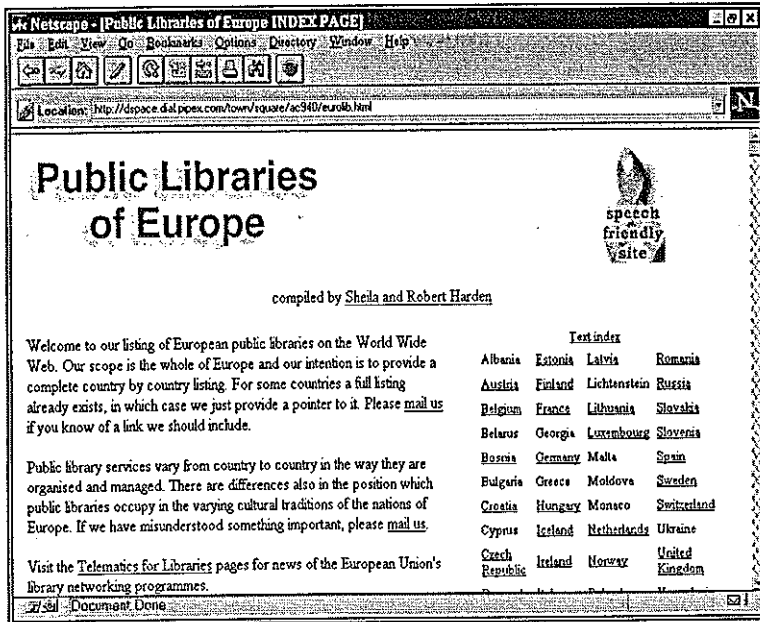 Netscape - [Public Libraries of Europe INDEX PAGE]
File Edit View Go Bookmarks Options Directory Window Help
Location: http://dspace.dial.pipex.com/town/square/ac940/eurolib.html
N
Public Libraries
of Europe
speech
friendly
site
compiled by Sheila and Robert Harden
Welcome to our listing of European public libraries on the World Wide
Web. Our scope is the whole of Europe and our intention is to provide a
complete country by country listing. For some countries a full listing
already exists, in which case we just provide a pointer to it. Please mail us
if you know of a link we should include.
Public library services vary from country to country in the way they are
organised and managed. There are differences also in the position which
public libraries occupy in the varying cultural traditions of the nations of
Europe. If we have misunderstood something important, please mail us.
Visit the Telematics for Libraries pages for news of the European Union's
library networking programmes.
Text index
Albania Estonia Latvia Romania
Austria Finland Lichtenstein Russia
Belgium France Lithuania Slovakia
Belarus Georgia Luxembourg Slovenia
Bosnia Germany Malta Spain
Bulgaria Greece Moldova Sweden
Croatia Hungary Monaco Switzerland
Cyprus Iceland Netherlands Ukraine
Czech Republic Ireland Norway United Kingdom
Document Done